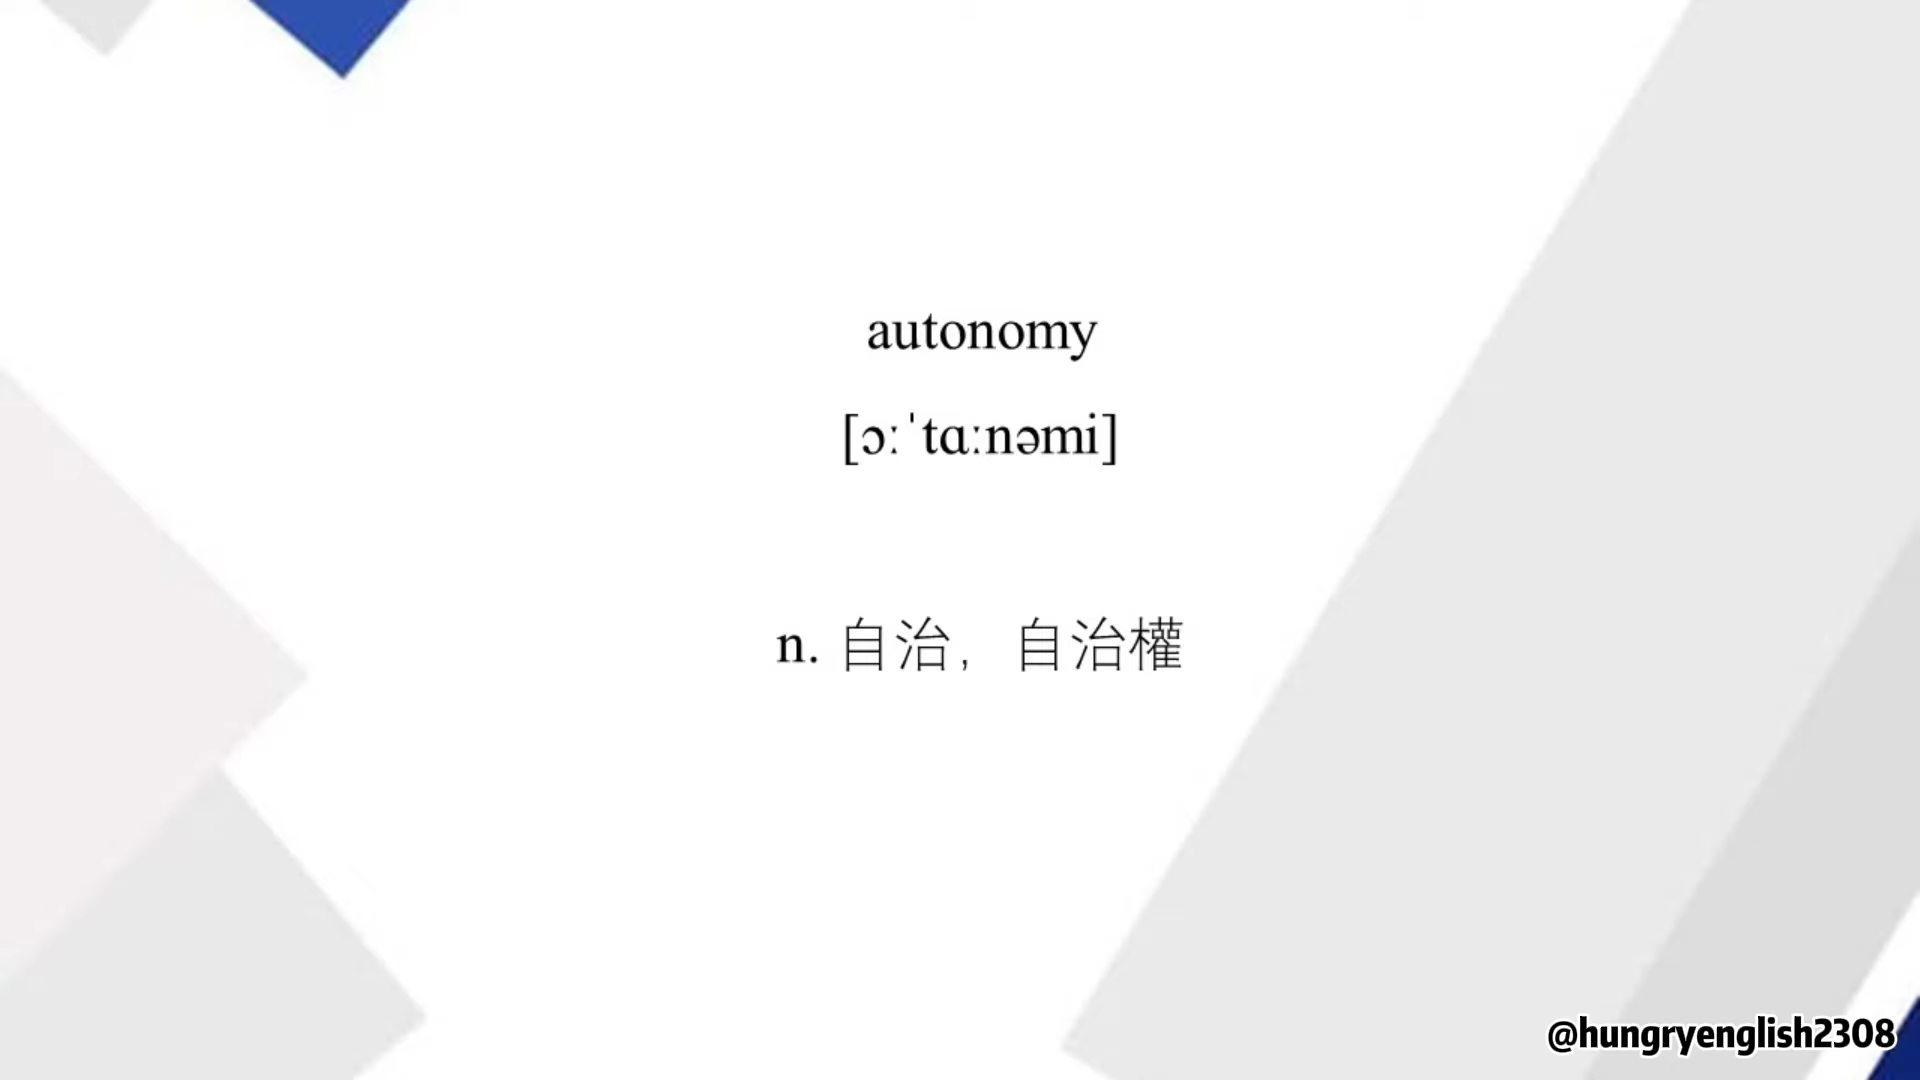 autonomy
[ɔːˈtɑːnəmi]
n. 自治，自治權
@hungryenglish2308